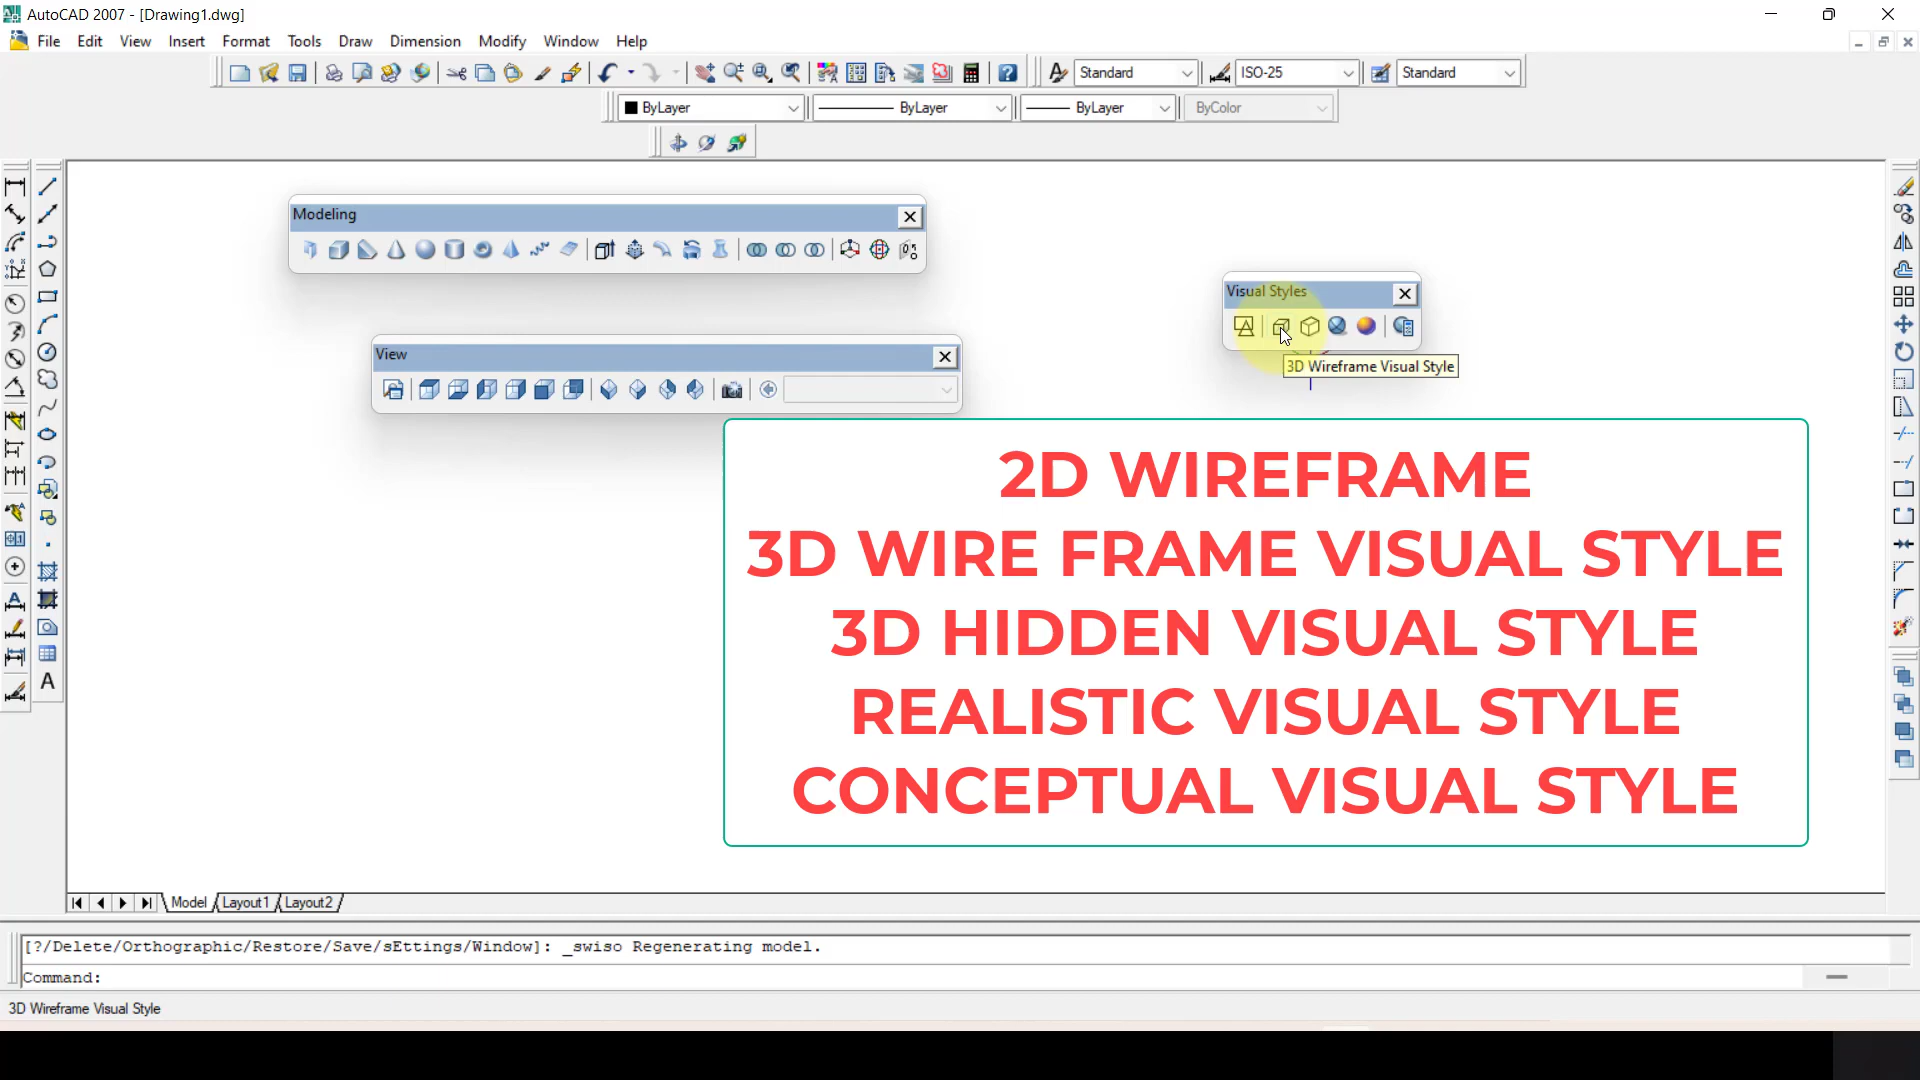 AutoCAD 2007 - [Drawing1.dwg]
File Edit View Insert Format Tools Draw Dimension Modify Window Help
Standard ISO-25 Standard
ByLayer ByLayer ByLayer ByColor
Modeling
Visual Styles
View
3D Wireframe Visual Style
2D WIREFRAME
3D WIRE FRAME VISUAL STYLE
3D HIDDEN VISUAL STYLE
REALISTIC VISUAL STYLE
CONCEPTUAL VISUAL STYLE
Model Layout1 Layout2
[?/Delete/Orthographic/Restore/Save/sEttings/Window]: _swiso Regenerating model.
Command:
3D Wireframe Visual Style